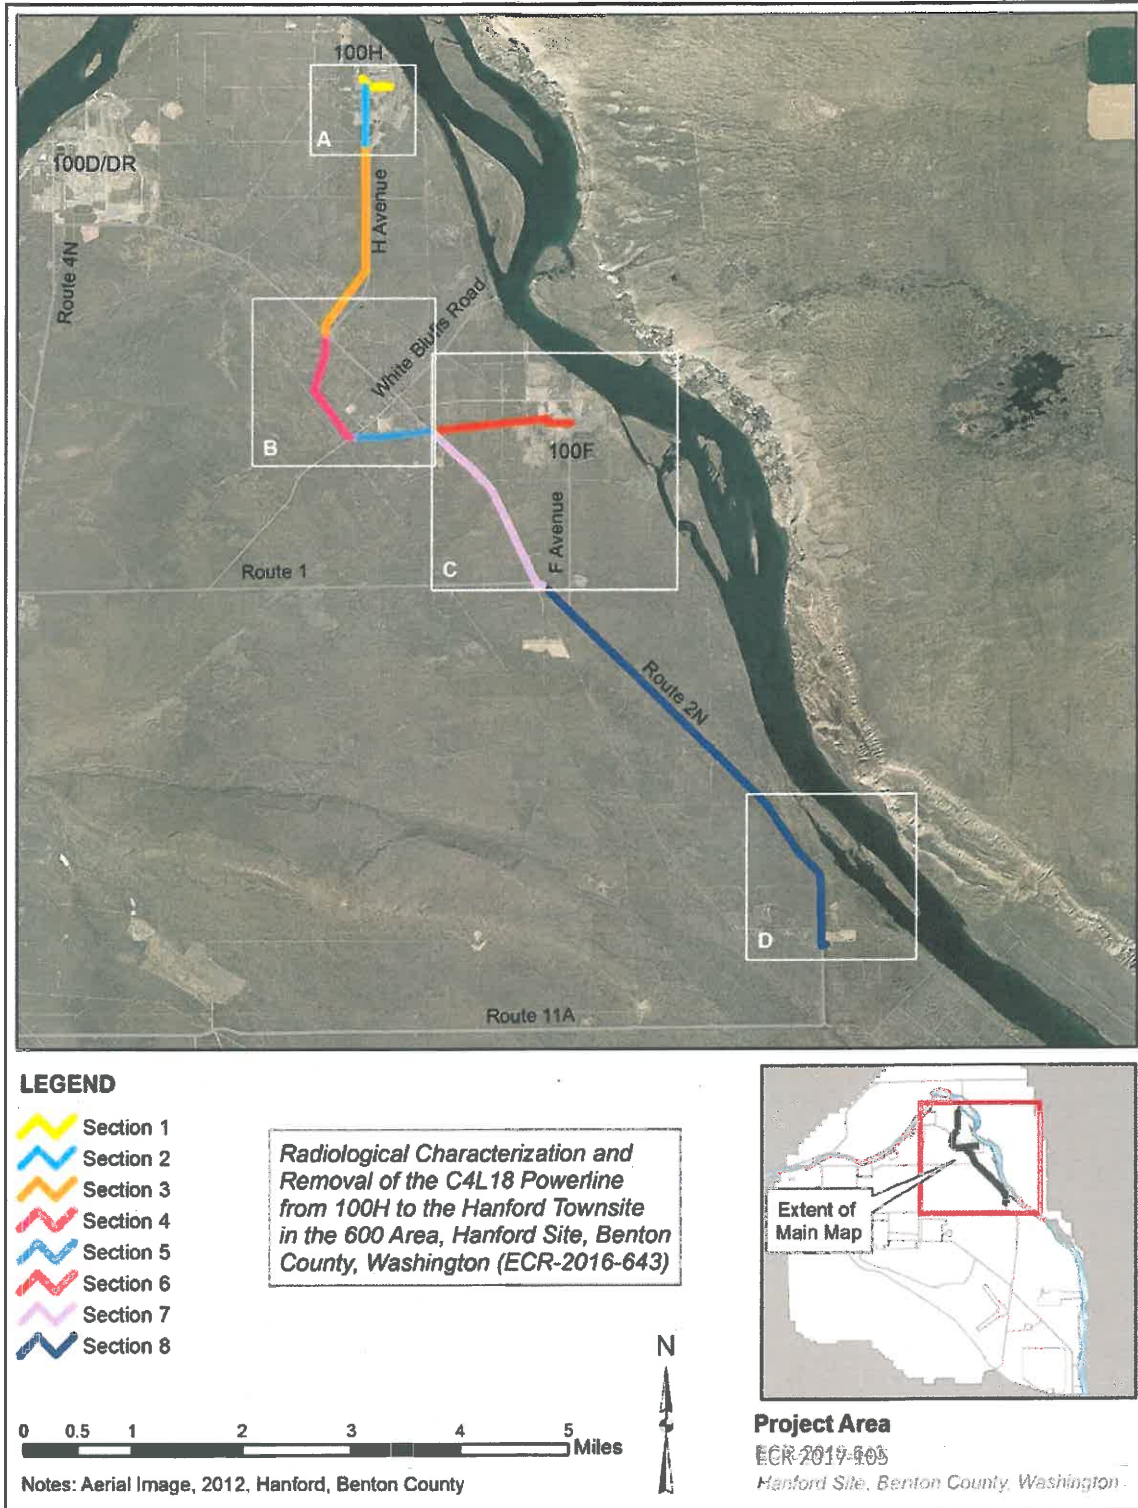 100H
A
100D/DR
H Avenue
Route 4N
White Bluffs Road
B
100F
F Avenue
C
Route 1
Route 2N
D
Route 11A
LEGEND
Section 1
Section 2
Section 3
Section 4
Section 5
Section 6
Section 7
Section 8
Radiological Characterization and
Removal of the C4L18 Powerline
from 100H to the Hanford Townsite
in the 600 Area, Hanford Site, Benton
County, Washington (ECR-2016-643)
Extent of
Main Map
N
0 0.5 1 2 3 4 5
Miles
Notes: Aerial Image, 2012, Hanford, Benton County
Project Area
Hanford Site, Benton County, Washington